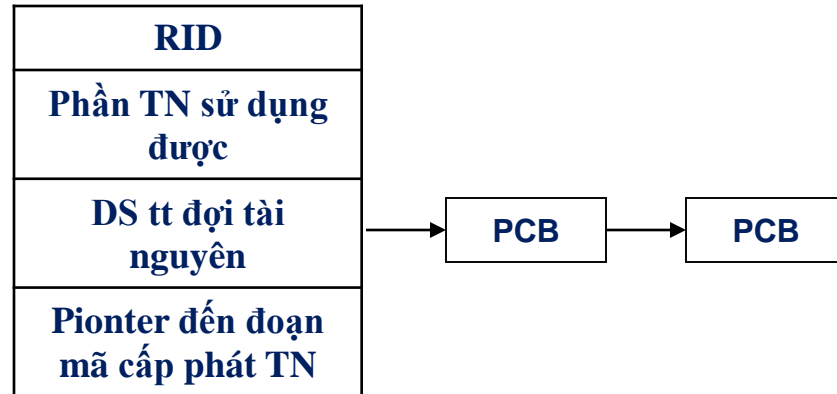 RID
Phần TN sử dụng
được
DS tt đợi tài
nguyên
PCB
PCB
Pionter đến đoạn
mã cấp phát TN